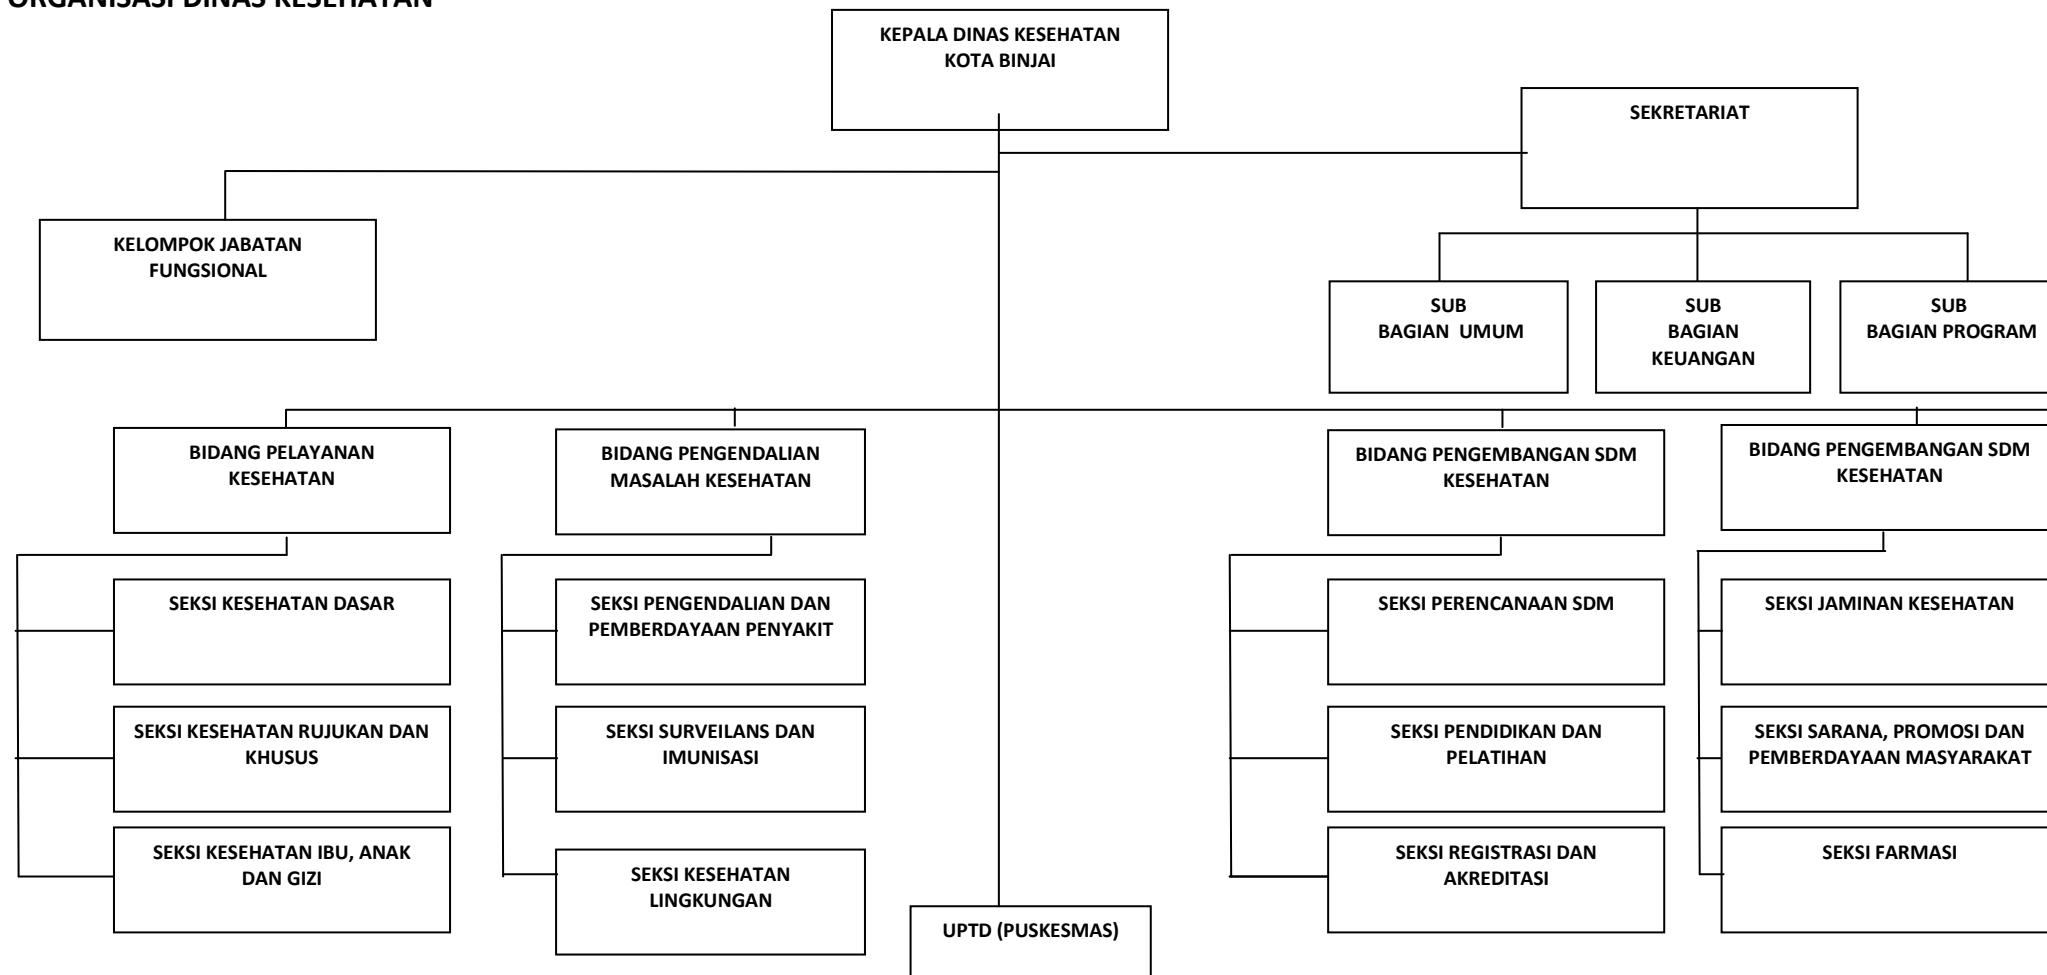 ORGANISASI DINAS KESEHATAN
KEPALA DINAS KESEHATAN
KOTA BINJAI
SEKRETARIAT
KELOMPOK JABATAN
FUNGSIONAL
SUB
BAGIAN  UMUM
SUB
BAGIAN
KEUANGAN
SUB
BAGIAN PROGRAM
BIDANG PELAYANAN
KESEHATAN
BIDANG PENGENDALIAN
MASALAH KESEHATAN
BIDANG PENGEMBANGAN SDM
KESEHATAN
BIDANG PENGEMBANGAN SDM
KESEHATAN
SEKSI KESEHATAN DASAR
SEKSI PENGENDALIAN DAN
PEMBERDAYAAN PENYAKIT
SEKSI PERENCANAAN SDM
SEKSI JAMINAN KESEHATAN
SEKSI KESEHATAN RUJUKAN DAN
KHUSUS
SEKSI SURVEILANS DAN
IMUNISASI
SEKSI PENDIDIKAN DAN
PELATIHAN
SEKSI SARANA, PROMOSI DAN
PEMBERDAYAAN MASYARAKAT
SEKSI KESEHATAN IBU, ANAK
DAN GIZI
SEKSI KESEHATAN
LINGKUNGAN
SEKSI REGISTRASI DAN
AKREDITASI
SEKSI FARMASI
UPTD (PUSKESMAS)